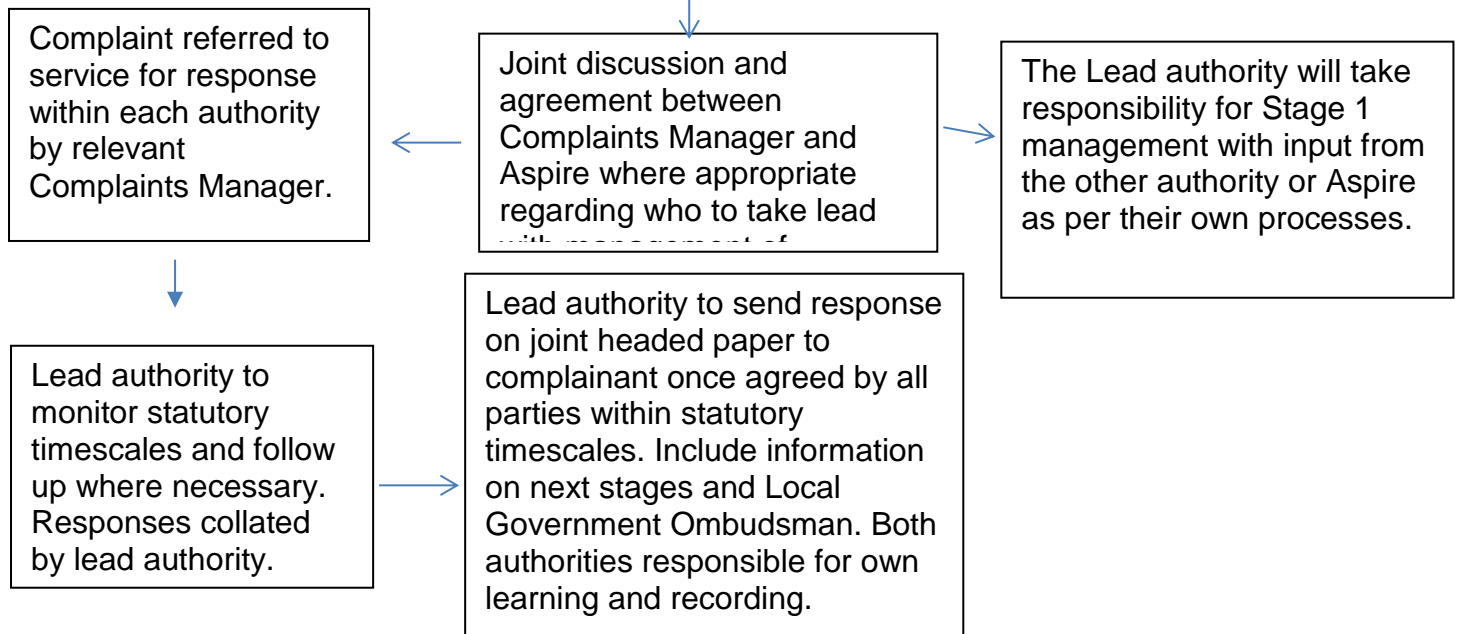 Complaint referred to
service for response
within each authority
by relevant
Complaints Manager.
Joint discussion and
agreement between
Complaints Manager and
Aspire where appropriate
regarding who to take lead
with management of
The Lead authority will take
responsibility for Stage 1
management with input from
the other authority or Aspire
as per their own processes.
Lead authority to
monitor statutory
timescales and follow
up where necessary.
Responses collated
by lead authority.
Lead authority to send response
on joint headed paper to
complainant once agreed by all
parties within statutory
timescales. Include information
on next stages and Local
Government Ombudsman. Both
authorities responsible for own
learning and recording.